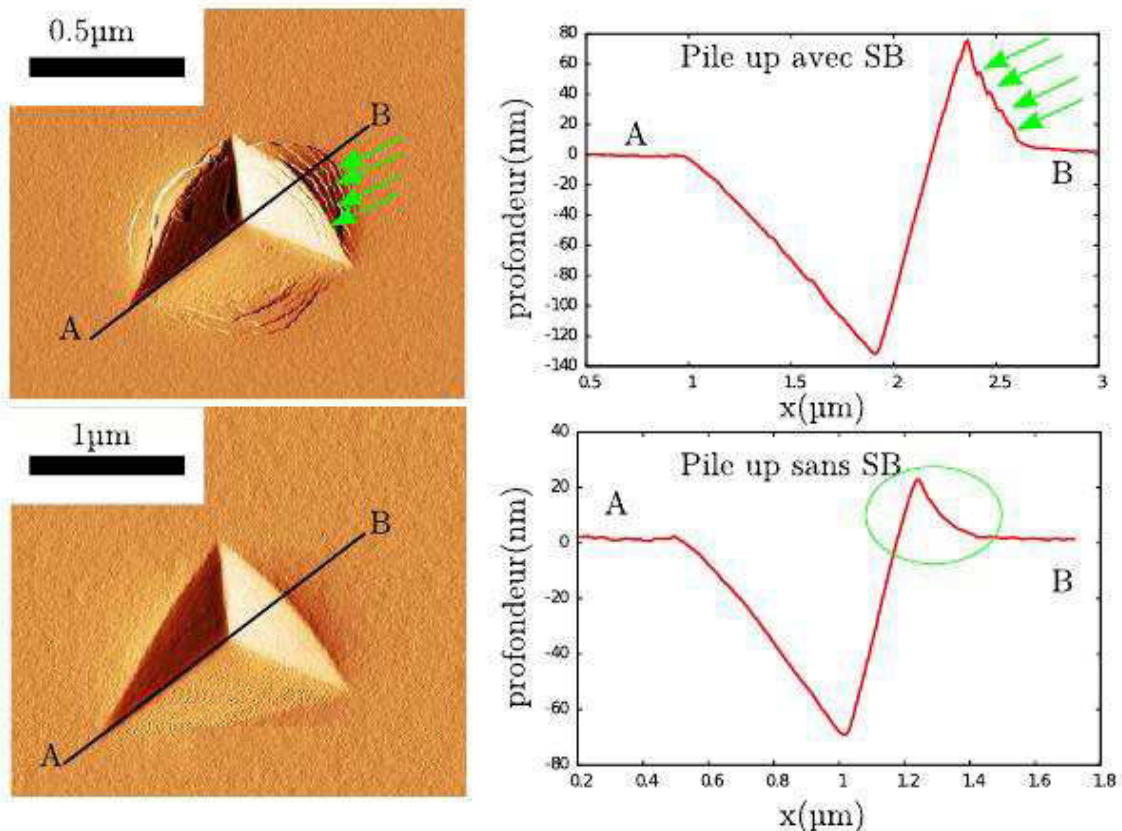 0.5µm
B
A
Pile up avec SB
A
B
profondeur(nm)
80
60
40
20
0
-20
-40
-60
-80
-100
-120
-140
0.5
1
1.5
2
2.5
3
x(µm)
1µm
B
A
Pile up sans SB
A
B
profondeur(nm)
40
20
0
-20
-40
-60
-80
0.2
0.4
0.6
0.8
1
1.2
1.4
1.6
1.8
x(µm)